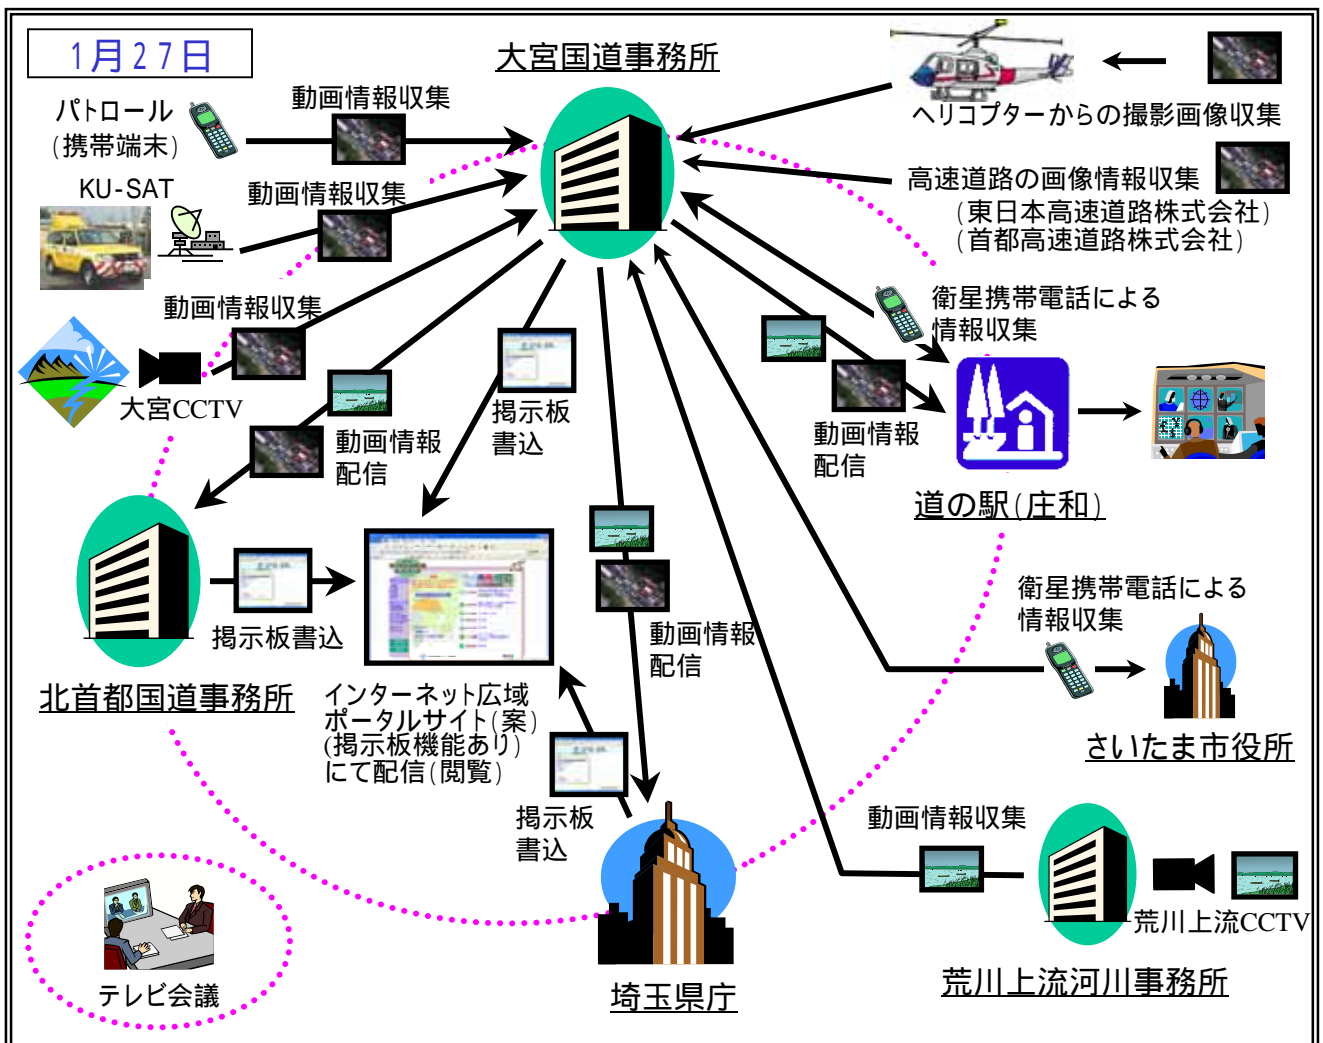 1月27日
大宮国道事務所
パトロール
(携帯端末)
動画情報収集
ヘリコプターからの撮影画像収集
KU-SAT
動画情報収集
高速道路の画像情報収集
(東日本高速道路株式会社)
(首都高速道路株式会社)
動画情報収集
大宮CCTV
衛星携帯電話による
情報収集
掲示板
書込
動画情報
配信
動画情報
配信
道の駅(庄和)
掲示板書込
動画情報
配信
衛星携帯電話による
情報収集
北首都国道事務所
インターネット広域
ポータルサイト(案)
(掲示板機能あり)
にて配信(閲覧)
さいたま市役所
掲示板
書込
動画情報収集
荒川上流CCTV
テレビ会議
埼玉県庁
荒川上流河川事務所